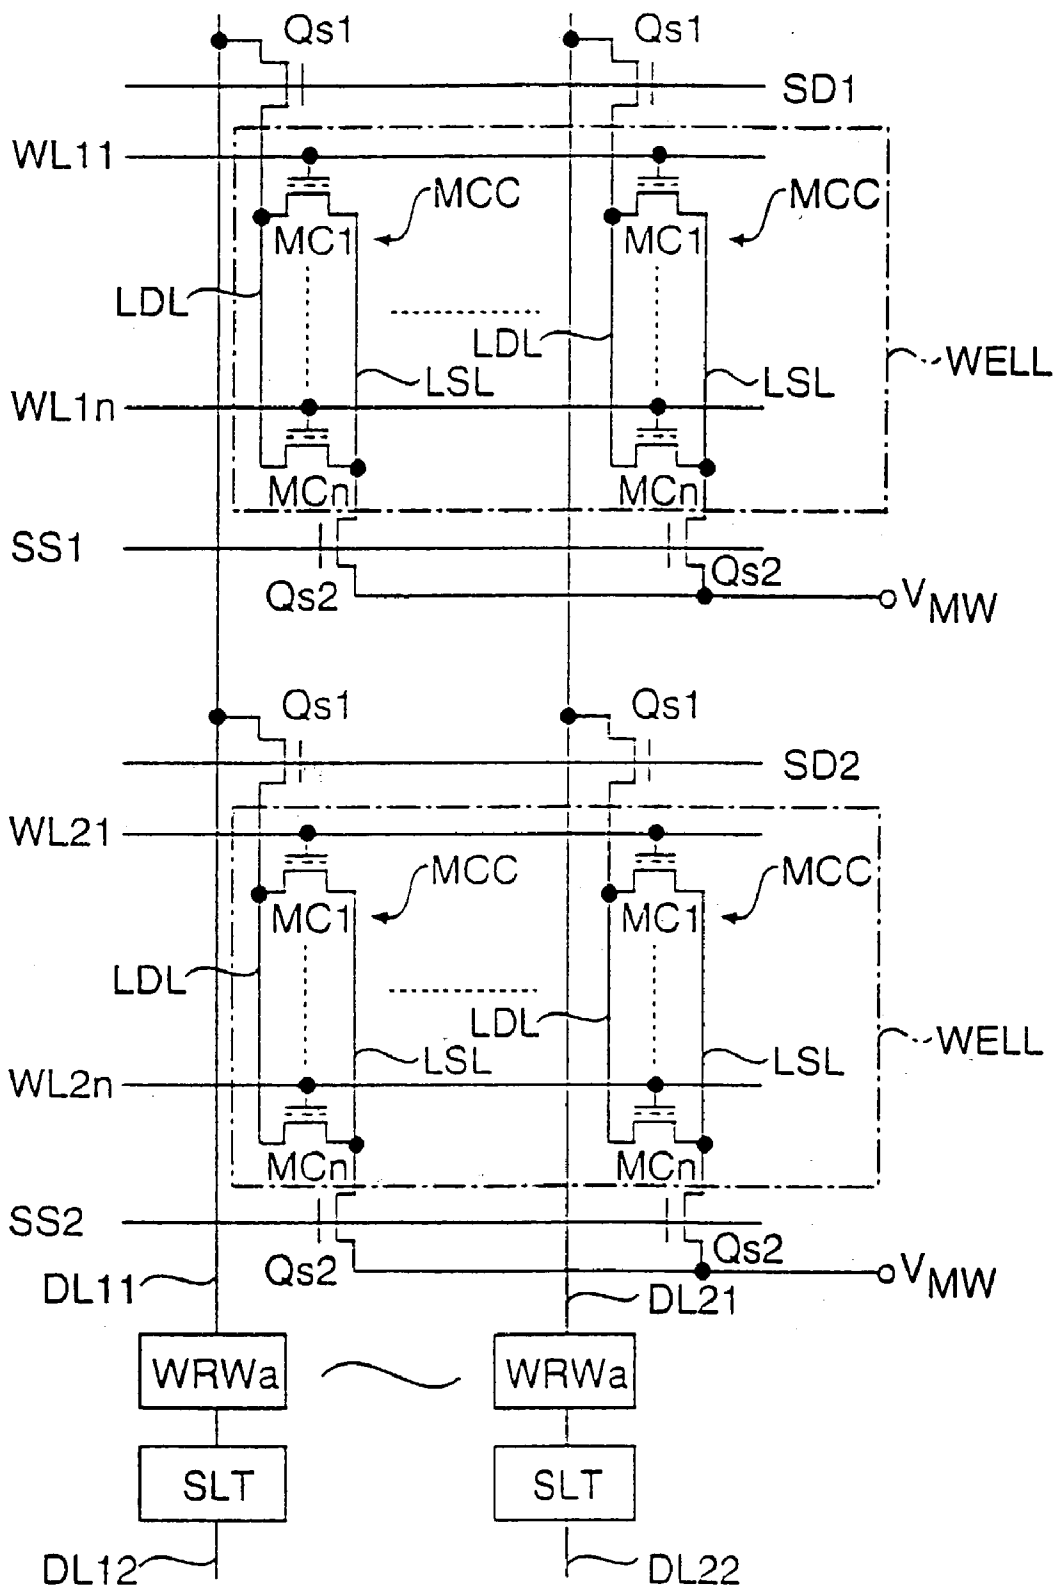 Qs1 Qs1
SD1
WL11
MCC MCC
MC1 MC1
LDL LDL
WELL
LSL LSL
WL1n
MCn MCn
SS1
Qs2 Qs2
VMW
Qs1 Qs1
SD2
WL21
MCC MCC
MC1 MC1
LDL LDL
WELL
LSL LSL
WL2n
MCn MCn
SS2
Qs2 Qs2
VMW
DL11 DL21
WRWa WRWa
SLT SLT
DL12 DL22